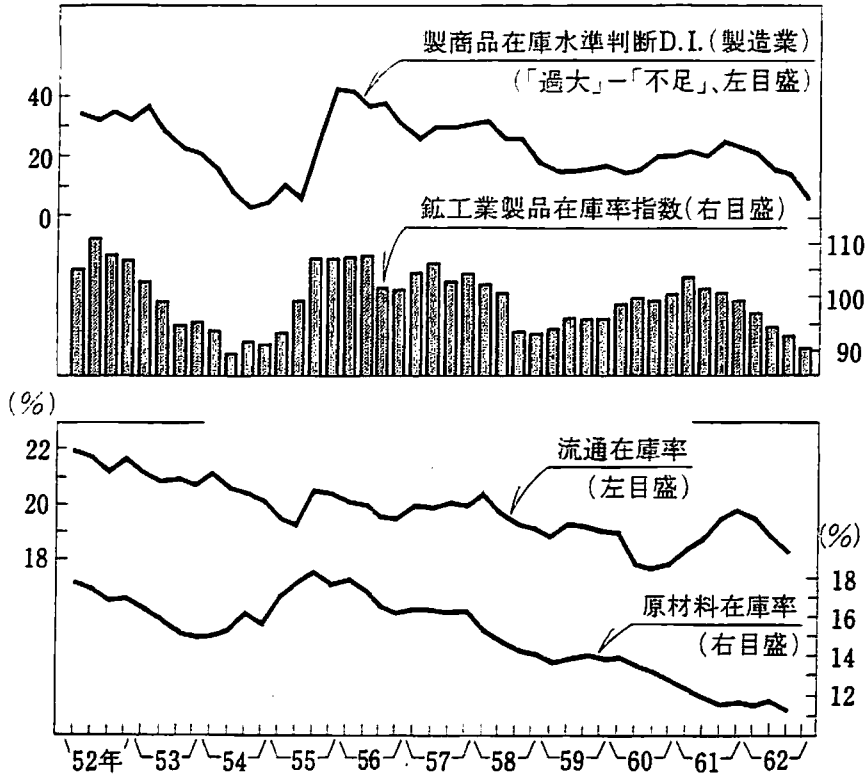 製商品在庫水準判断D.I.(製造業)
(「過大」ー「不足」、左目盛)
40
20
0
鉱工業製品在庫率指数(右目盛)
110
100
90
(%)
22
20
18
流通在庫率
(左目盛)
(%)
18
16
14
12
原材料在庫率
(右目盛)
52年 53 54 55 56 57 58 59 60 61 62